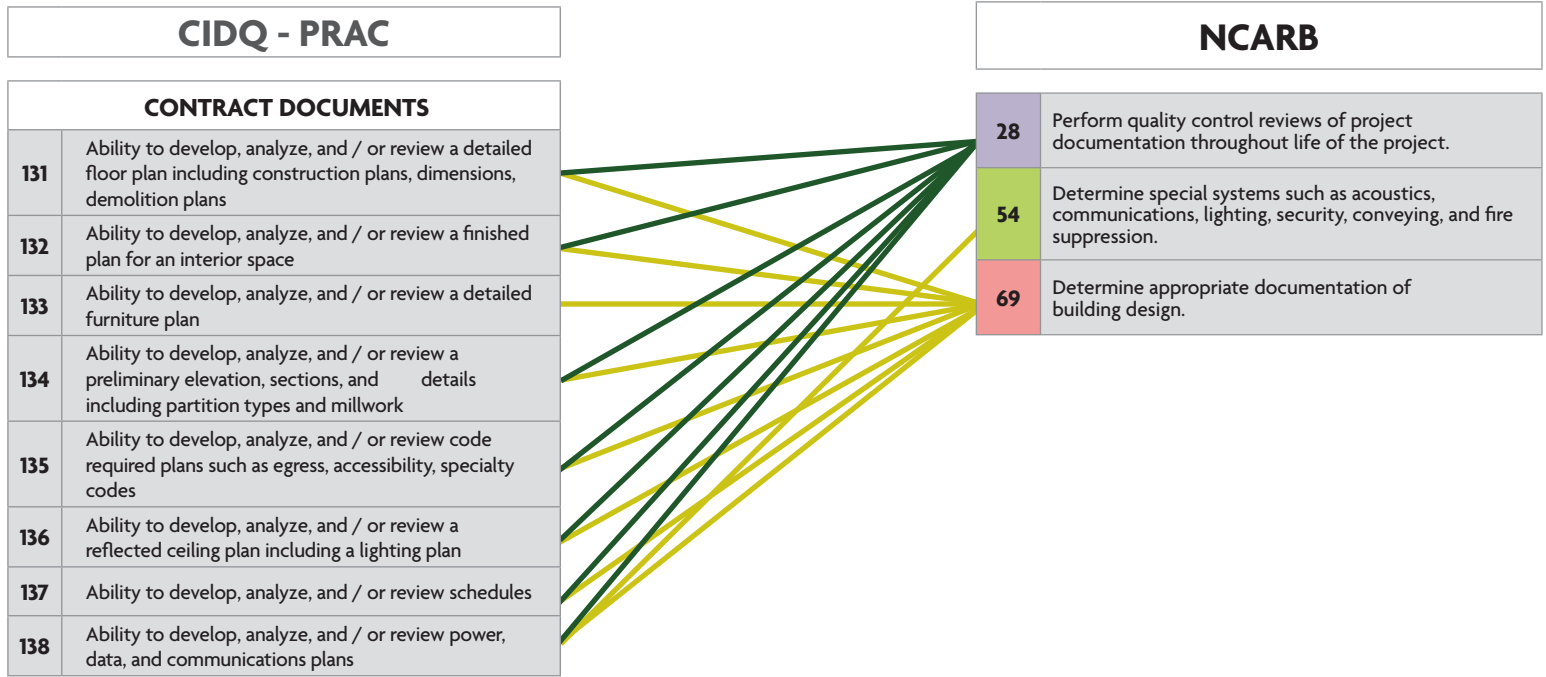 CIDQ - PRAC
CONTRACT DOCUMENTS
131
Ability to develop, analyze, and / or review a detailed
floor plan including construction plans, dimensions,
demolition plans
132
Ability to develop, analyze, and / or review a finished
plan for an interior space
133
Ability to develop, analyze, and / or review a detailed
furniture plan
134
Ability to develop, analyze, and / or review a
preliminary elevation, sections, and details
including partition types and millwork
135
Ability to develop, analyze, and / or review code
required plans such as egress, accessibility, specialty
codes
136
Ability to develop, analyze, and / or review a
reflected ceiling plan including a lighting plan
137
Ability to develop, analyze, and / or review schedules
138
Ability to develop, analyze, and / or review power,
data, and communications plans
NCARB
28
Perform quality control reviews of project
documentation throughout life of the project.
54
Determine special systems such as acoustics,
communications, lighting, security, conveying, and fire
suppression.
69
Determine appropriate documentation of
building design.